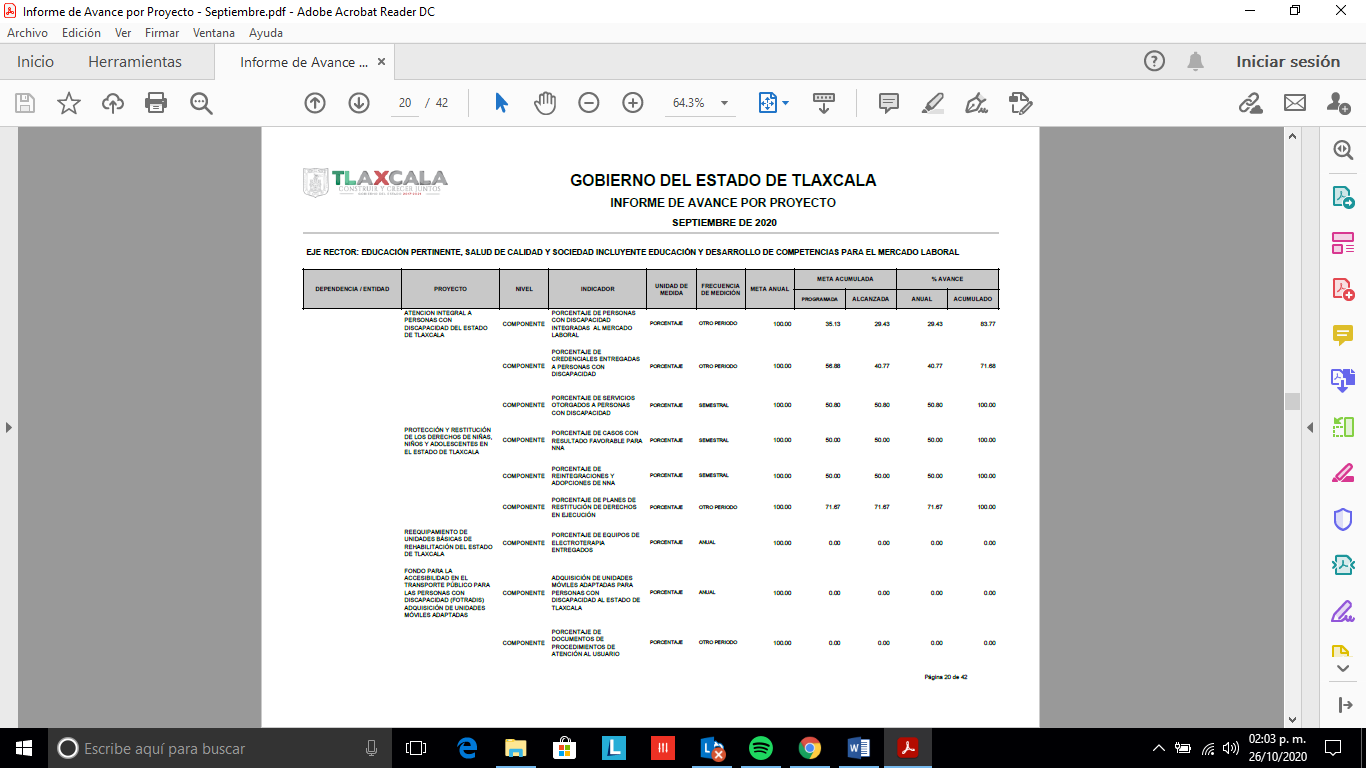 Informe de Avance por Proyecto - Septiembre.pdf - Adobe Acrobat Reader DC
Archivo Edición Ver Firmar Ventana Ayuda
Inicio Herramientas Informe de Avance ... × Iniciar sesión
20 / 42 64.3%
TLAXCALA
CONSTRUIR Y CRECER JUNTOS
GOBIERNO DEL ESTADO DE TLAXCALA
INFORME DE AVANCE POR PROYECTO
SEPTIEMBRE DE 2020
EJE RECTOR: EDUCACIÓN PERTINENTE, SALUD DE CALIDAD Y SOCIEDAD INCLUYENTE EDUCACIÓN Y DESARROLLO DE COMPETENCIAS PARA EL MERCADO LABORAL
DEPENDENCIA / ENTIDAD PROYECTO NIVEL INDICADOR UNIDAD DE MEDIDA FRECUENCIA DE MEDICIÓN META ANUAL META ACUMULADA % AVANCE
PROGRAMADA ALCANZADA ANUAL ACUMULADO
ATENCION INTEGRAL A
PERSONAS CON
DISCAPACIDAD DEL ESTADO
DE TLAXCALA
COMPONENTE
PORCENTAJE DE PERSONAS
CON DISCAPACIDAD
INTEGRADAS AL MERCADO
LABORAL
PORCENTAJE OTRO PERIODO 100.00 35.13 29.43 29.43 83.77
COMPONENTE
PORCENTAJE DE
CREDENCIALES ENTREGADAS
A PERSONAS CON
DISCAPACIDAD
PORCENTAJE OTRO PERIODO 100.00 56.88 40.77 40.77 71.68
COMPONENTE
PORCENTAJE DE SERVICIOS
OTORGADOS A PERSONAS
CON DISCAPACIDAD
PORCENTAJE SEMESTRAL 100.00 50.80 50.80 50.80 100.00
PROTECCIÓN Y RESTITUCIÓN
DE LOS DERECHOS DE NIÑAS,
NIÑOS Y ADOLESCENTES EN
EL ESTADO DE TLAXCALA
COMPONENTE
PORCENTAJE DE CASOS CON
RESULTADO FAVORABLE PARA
NNA
PORCENTAJE SEMESTRAL 100.00 50.00 50.00 50.00 100.00
COMPONENTE
PORCENTAJE DE
REINTEGRACIONES Y
ADOPCIONES DE NNA
PORCENTAJE SEMESTRAL 100.00 50.00 50.00 50.00 100.00
COMPONENTE
PORCENTAJE DE PLANES DE
RESTITUCIÓN DE DERECHOS
EN EJECUCIÓN
PORCENTAJE OTRO PERIODO 100.00 71.67 71.67 71.67 100.00
REEQUIPAMIENTO DE
UNIDADES BÁSICAS DE
REHABILITACIÓN DEL ESTADO
DE TLAXCALA
COMPONENTE
PORCENTAJE DE EQUIPOS DE
ELECTROTERAPIA
ENTREGADOS
PORCENTAJE ANUAL 100.00 0.00 0.00 0.00 0.00
FONDO PARA LA
ACCESIBILIDAD EN EL
TRANSPORTE PÚBLICO PARA
LAS PERSONAS CON
DISCAPACIDAD (FOTRADIS)
ADQUISICIÓN DE UNIDADES
MÓVILES ADAPTADAS
COMPONENTE
ADQUISICIÓN DE UNIDADES
MÓVILES ADAPTADAS PARA
PERSONAS CON
DISCAPACIDAD AL ESTADO DE
TLAXCALA
PORCENTAJE ANUAL 100.00 0.00 0.00 0.00 0.00
COMPONENTE
PORCENTAJE DE
DOCUMENTOS DE
PROCEDIMIENTOS DE
ATENCIÓN AL USUARIO
PORCENTAJE OTRO PERIODO 100.00 0.00 0.00 0.00 0.00
Página 20 de 42
Escribe aquí para buscar
02:03 p. m.
26/10/2020